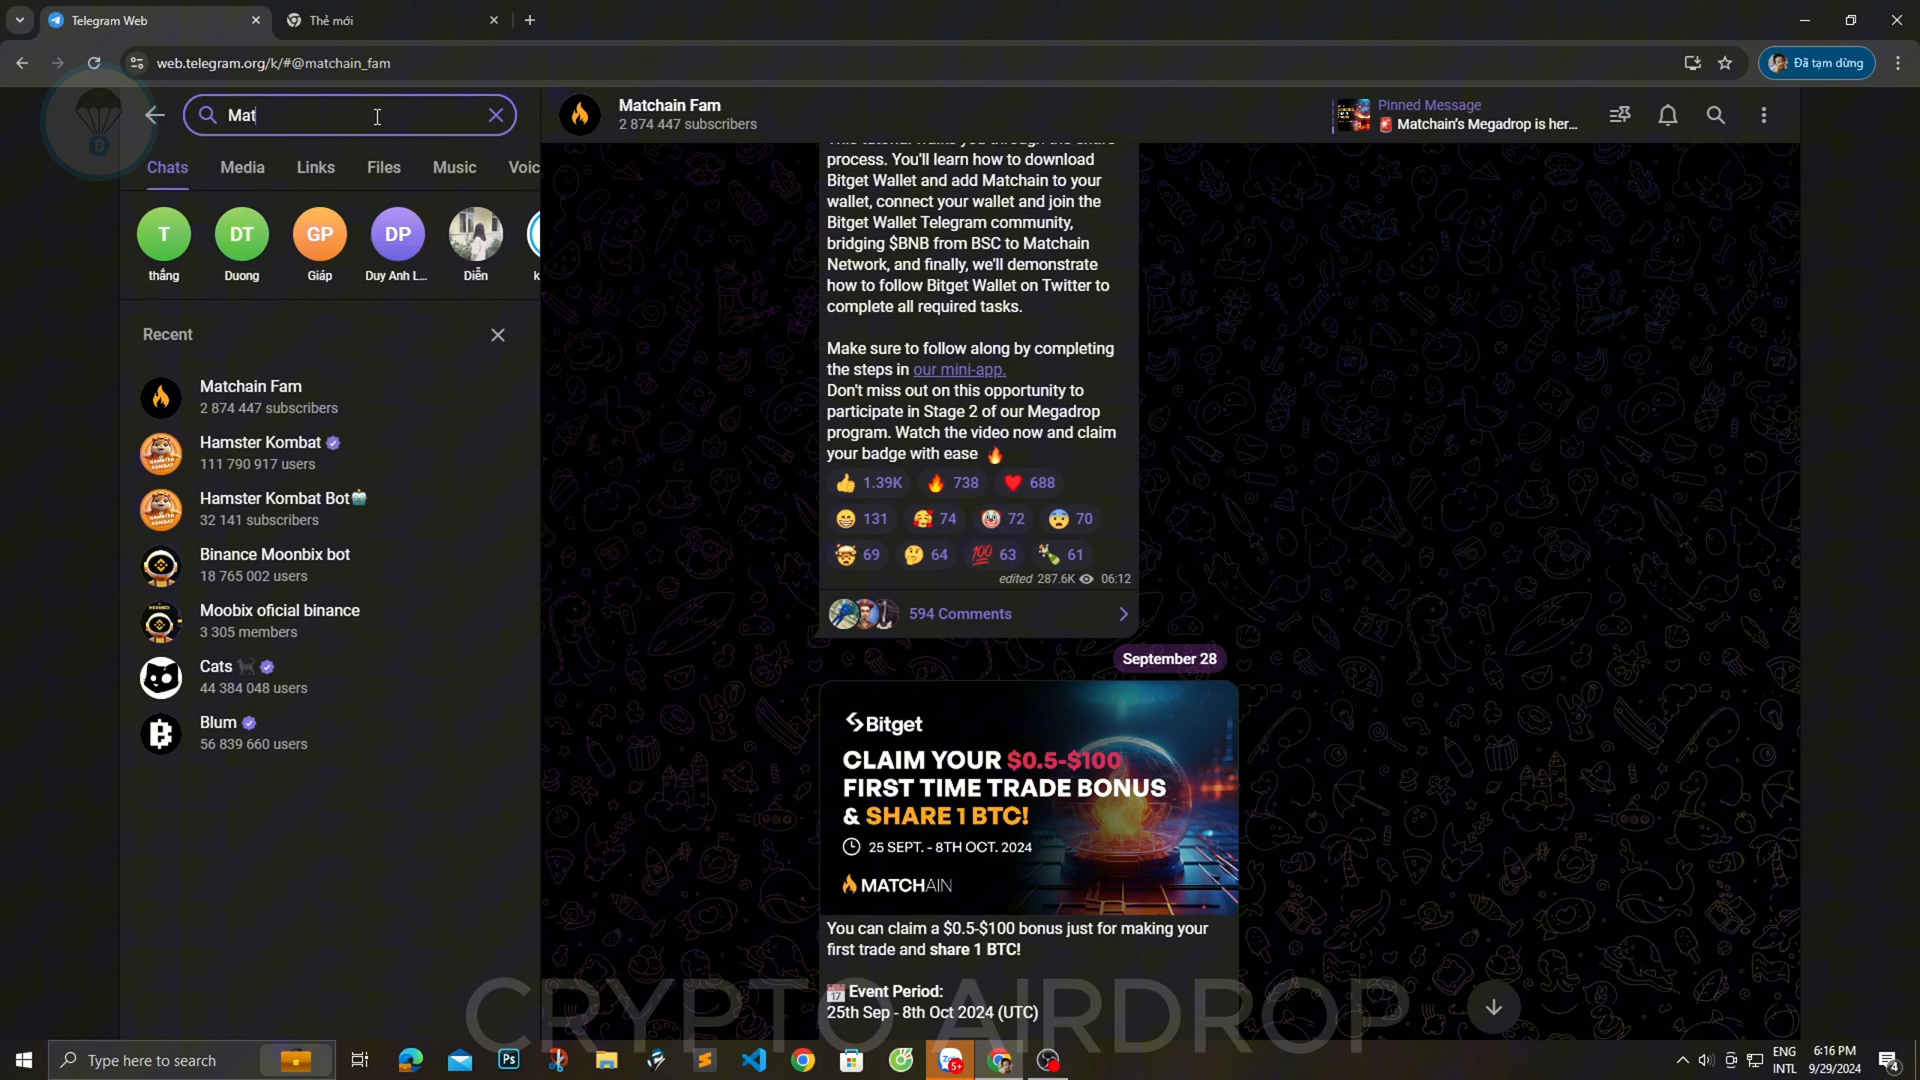 Telegram Web
Thẻ mới
web.telegram.org/k/#@matchain_fam
Đã tạm dừng
Mat
Chats
Media
Links
Files
Music
Voic
T
DT
GP
DP
thắng
Duong
Giáp
Duy Anh L...
Diễn
k
Recent
Matchain Fam
2 874 447 subscribers
Hamster Kombat
111 790 917 users
Hamster Kombat Bot
32 141 subscribers
Binance Moonbix bot
18 765 002 users
Moobix oficial binance
3 305 members
Cats
44 384 048 users
Blum
56 839 660 users
Matchain Fam
2 874 447 subscribers
Pinned Message
🚨 Matchain's Megadrop is her...
This tutorial walks you through the entire
process. You'll learn how to download
Bitget Wallet and add Matchain to your
wallet, connect your wallet and join the
Bitget Wallet Telegram community,
bridging $BNB from BSC to Matchain
Network, and finally, we'll demonstrate
how to follow Bitget Wallet on Twitter to
complete all required tasks.
Make sure to follow along by completing
the steps in our mini-app.
Don't miss out on this opportunity to
participate in Stage 2 of our Megadrop
program. Watch the video now and claim
your badge with ease 🔥
👍 1.39K 🔥 738 ❤️ 688
😁 131 🥰 74 🤡 72 😨 70
🤯 69 🤔 64 💯 63 🍾 61
edited 287.6K 06:12
594 Comments
September 28
Bitget
CLAIM YOUR $0.5-$100
FIRST TIME TRADE BONUS
& SHARE 1 BTC!
25 SEPT. - 8TH OCT. 2024
MATCHAIN
You can claim a $0.5-$100 bonus just for making your
first trade and share 1 BTC!
📅 Event Period:
25th Sep - 8th Oct 2024 (UTC)
CRYPTO AIRDROP
Type here to search
Ps
Zalo
5+
ENG
INTL
6:16 PM
9/29/2024
4